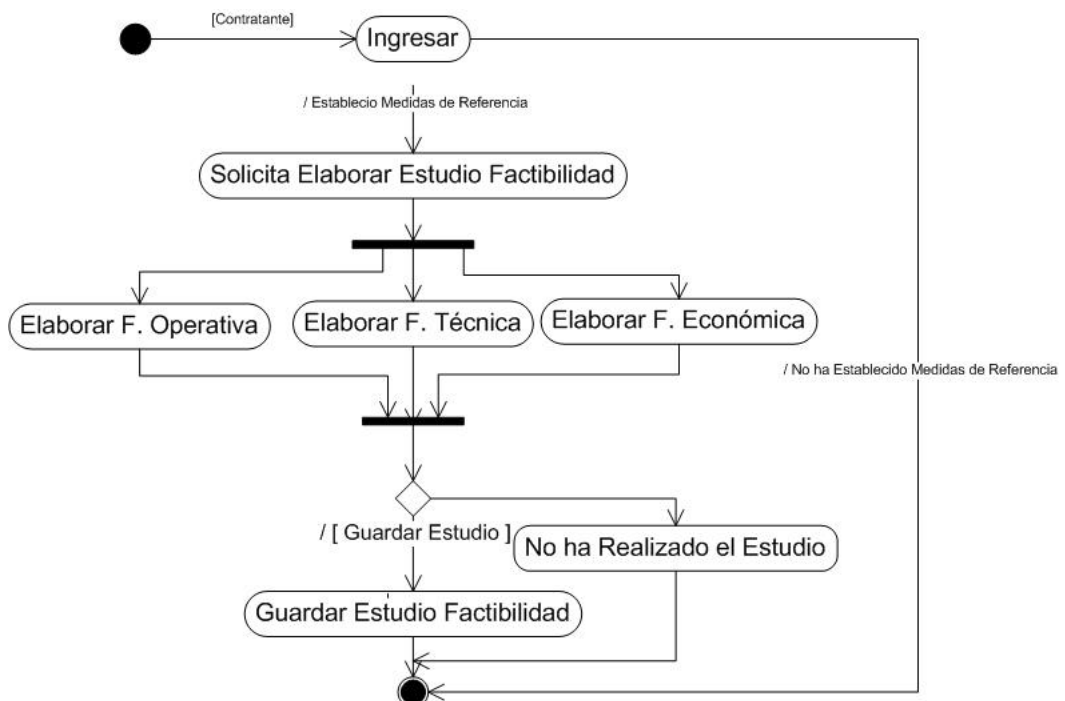 [Contratante]
Ingresar
/ Establecio Medidas de Referencia
Solicita Elaborar Estudio Factibilidad
Elaborar F. Operativa
Elaborar F. Técnica
Elaborar F. Económica
/ No ha Establecido Medidas de Referencia
/ [ Guardar Estudio ]
No ha Realizado el Estudio
Guardar Estudio Factibilidad